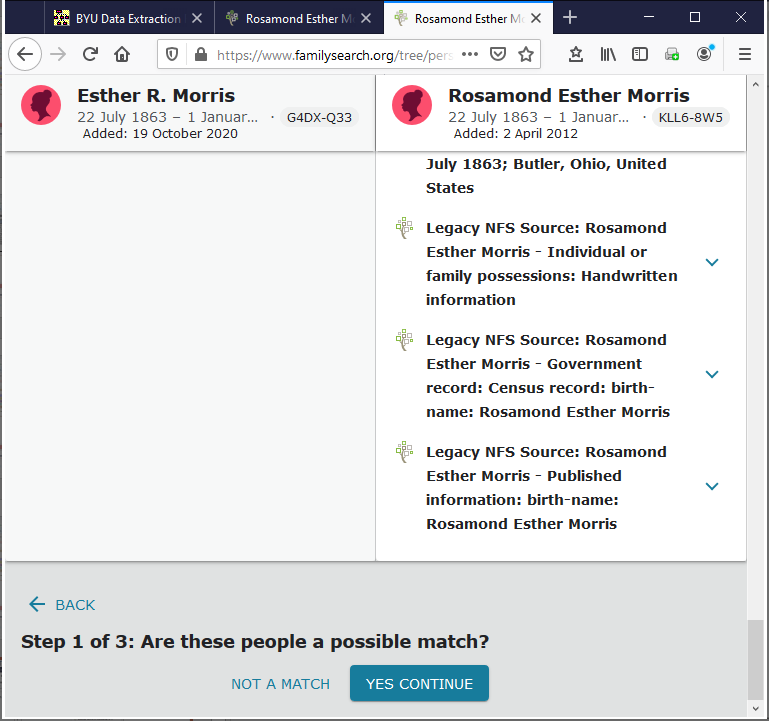 BYU Data Extraction
Rosamond Esther M
Rosamond Esther Mo
https://www.familysearch.org/tree/pers
Esther R. Morris
22 July 1863 – 1 Januar... · G4DX-Q33
Added: 19 October 2020
Rosamond Esther Morris
22 July 1863 – 1 Januar... · KLL6-8W5
Added: 2 April 2012
July 1863; Butler, Ohio, United
States
Legacy NFS Source: Rosamond
Esther Morris - Individual or
family possessions: Handwritten
information
Legacy NFS Source: Rosamond
Esther Morris - Government
record: Census record: birth-
name: Rosamond Esther Morris
Legacy NFS Source: Rosamond
Esther Morris - Published
information: birth-name:
Rosamond Esther Morris
BACK
Step 1 of 3: Are these people a possible match?
NOT A MATCH
YES CONTINUE